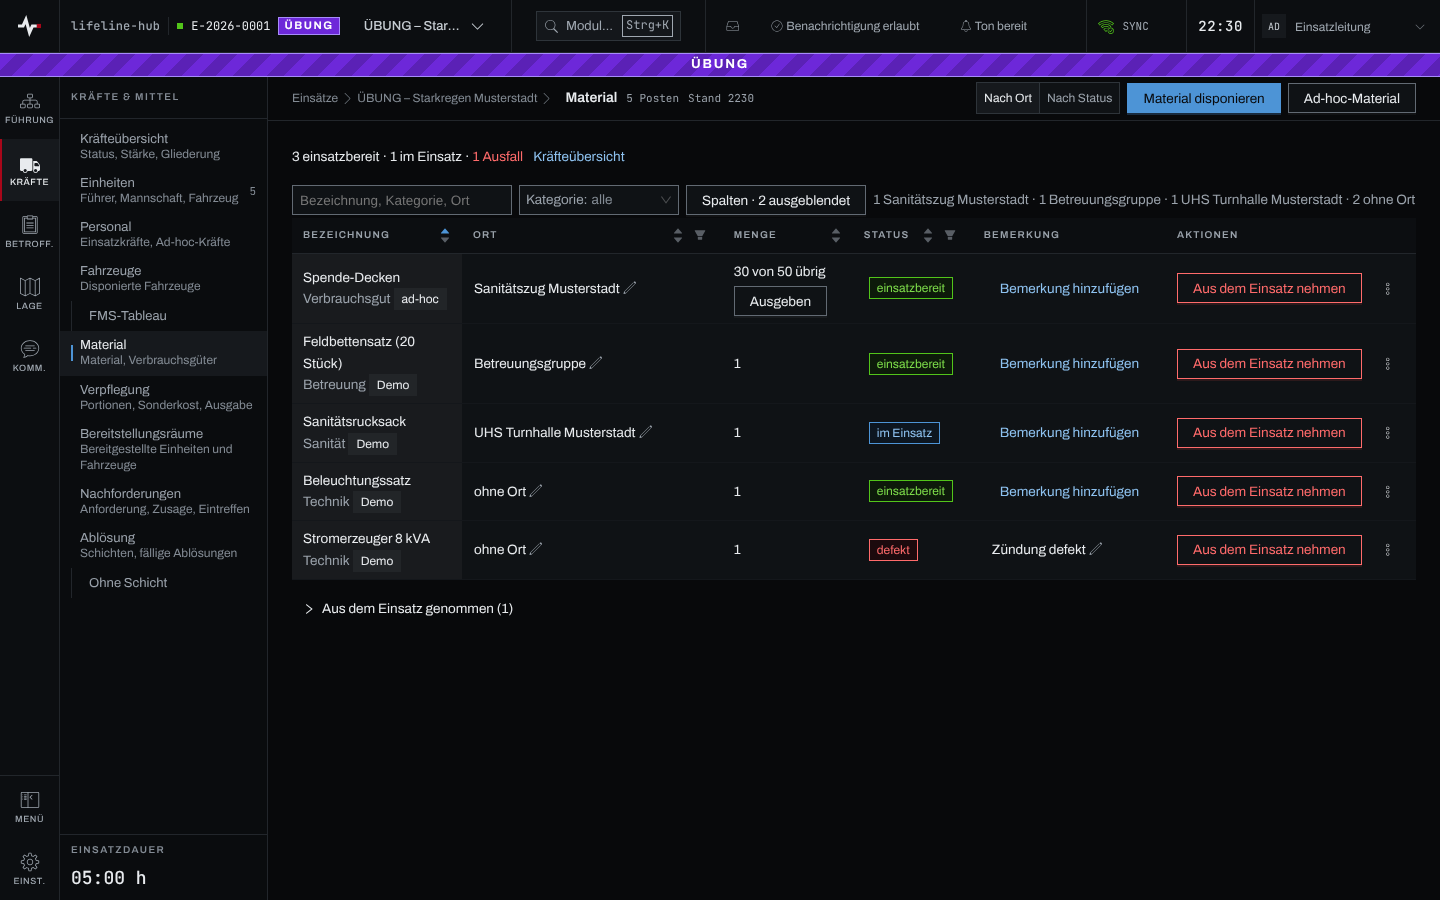 lifeline-hub E-2026-0001 ÜBUNG ÜBUNG – Star... Modul... Strg+K Benachrichtigung erlaubt Ton bereit SYNC 22:30 AD Einsatzleitung
ÜBUNG
FÜHRUNG
KRÄFTE
BETROFF.
LAGE
KOMM.
MENÜ
EINST.
KRÄFTE & MITTEL
Kräfteübersicht
Status, Stärke, Gliederung
Einheiten
Führer, Mannschaft, Fahrzeug 5
Personal
Einsatzkräfte, Ad-hoc-Kräfte
Fahrzeuge
Disponierte Fahrzeuge
FMS-Tableau
Material
Material, Verbrauchsgüter
Verpflegung
Portionen, Sonderkost, Ausgabe
Bereitstellungsräume
Bereitgestellte Einheiten und
Fahrzeuge
Nachforderungen
Anforderung, Zusage, Eintreffen
Ablösung
Schichten, fällige Ablösungen
Ohne Schicht
EINSATZDAUER
05:00 h
Einsätze ÜBUNG – Starkregen Musterstadt Material 5 Posten Stand 2230 Nach Ort Nach Status Material disponieren Ad-hoc-Material
3 einsatzbereit · 1 im Einsatz · 1 Ausfall Kräfteübersicht
Bezeichnung, Kategorie, Ort Kategorie: alle Spalten · 2 ausgeblendet 1 Sanitätszug Musterstadt · 1 Betreuungsgruppe · 1 UHS Turnhalle Musterstadt · 2 ohne Ort
BEZEICHNUNG ORT MENGE STATUS BEMERKUNG AKTIONEN
Spende-Decken
Verbrauchsgut ad-hoc
Sanitätszug Musterstadt
30 von 50 übrig
Ausgeben
einsatzbereit Bemerkung hinzufügen Aus dem Einsatz nehmen
Feldbettensatz (20
Stück)
Betreuung Demo
Betreuungsgruppe 1 einsatzbereit Bemerkung hinzufügen Aus dem Einsatz nehmen
Sanitätsrucksack
Sanität Demo
UHS Turnhalle Musterstadt 1 im Einsatz Bemerkung hinzufügen Aus dem Einsatz nehmen
Beleuchtungssatz
Technik Demo
ohne Ort 1 einsatzbereit Bemerkung hinzufügen Aus dem Einsatz nehmen
Stromerzeuger 8 kVA
Technik Demo
ohne Ort 1 defekt Zündung defekt Aus dem Einsatz nehmen
Aus dem Einsatz genommen (1)